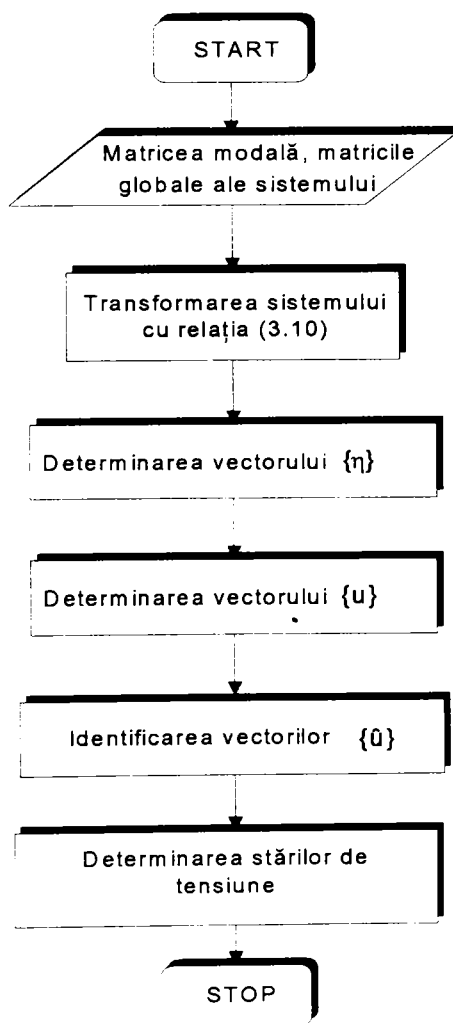 START
Matricea modală, matricile
globale ale sistemului
Transformarea sistemului
cu relația (3.10)
Determinarea vectorului {η}
Determinarea vectorului {u}
Identificarea vectorilor {û}
Determinarea stărilor de
tensiune
STOP